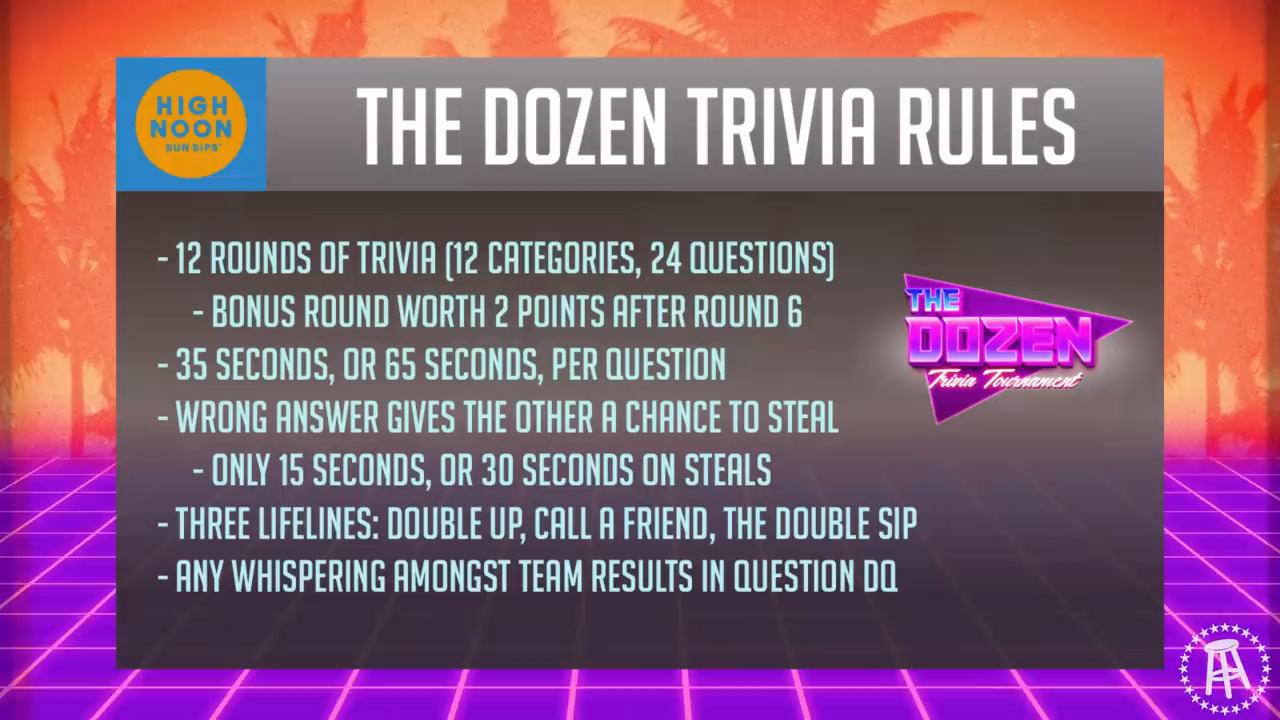 HIGH
NOON
SUN SIPS™
THE DOZEN TRIVIA RULES
- 12 ROUNDS OF TRIVIA (12 CATEGORIES, 24 QUESTIONS)
- BONUS ROUND WORTH 2 POINTS AFTER ROUND 6
- 35 SECONDS, OR 65 SECONDS, PER QUESTION
- WRONG ANSWER GIVES THE OTHER A CHANCE TO STEAL
- ONLY 15 SECONDS, OR 30 SECONDS ON STEALS
- THREE LIFELINES: DOUBLE UP, CALL A FRIEND, THE DOUBLE SIP
- ANY WHISPERING AMONGST TEAM RESULTS IN QUESTION DQ
THE
DOZEN
Trivia Tournament